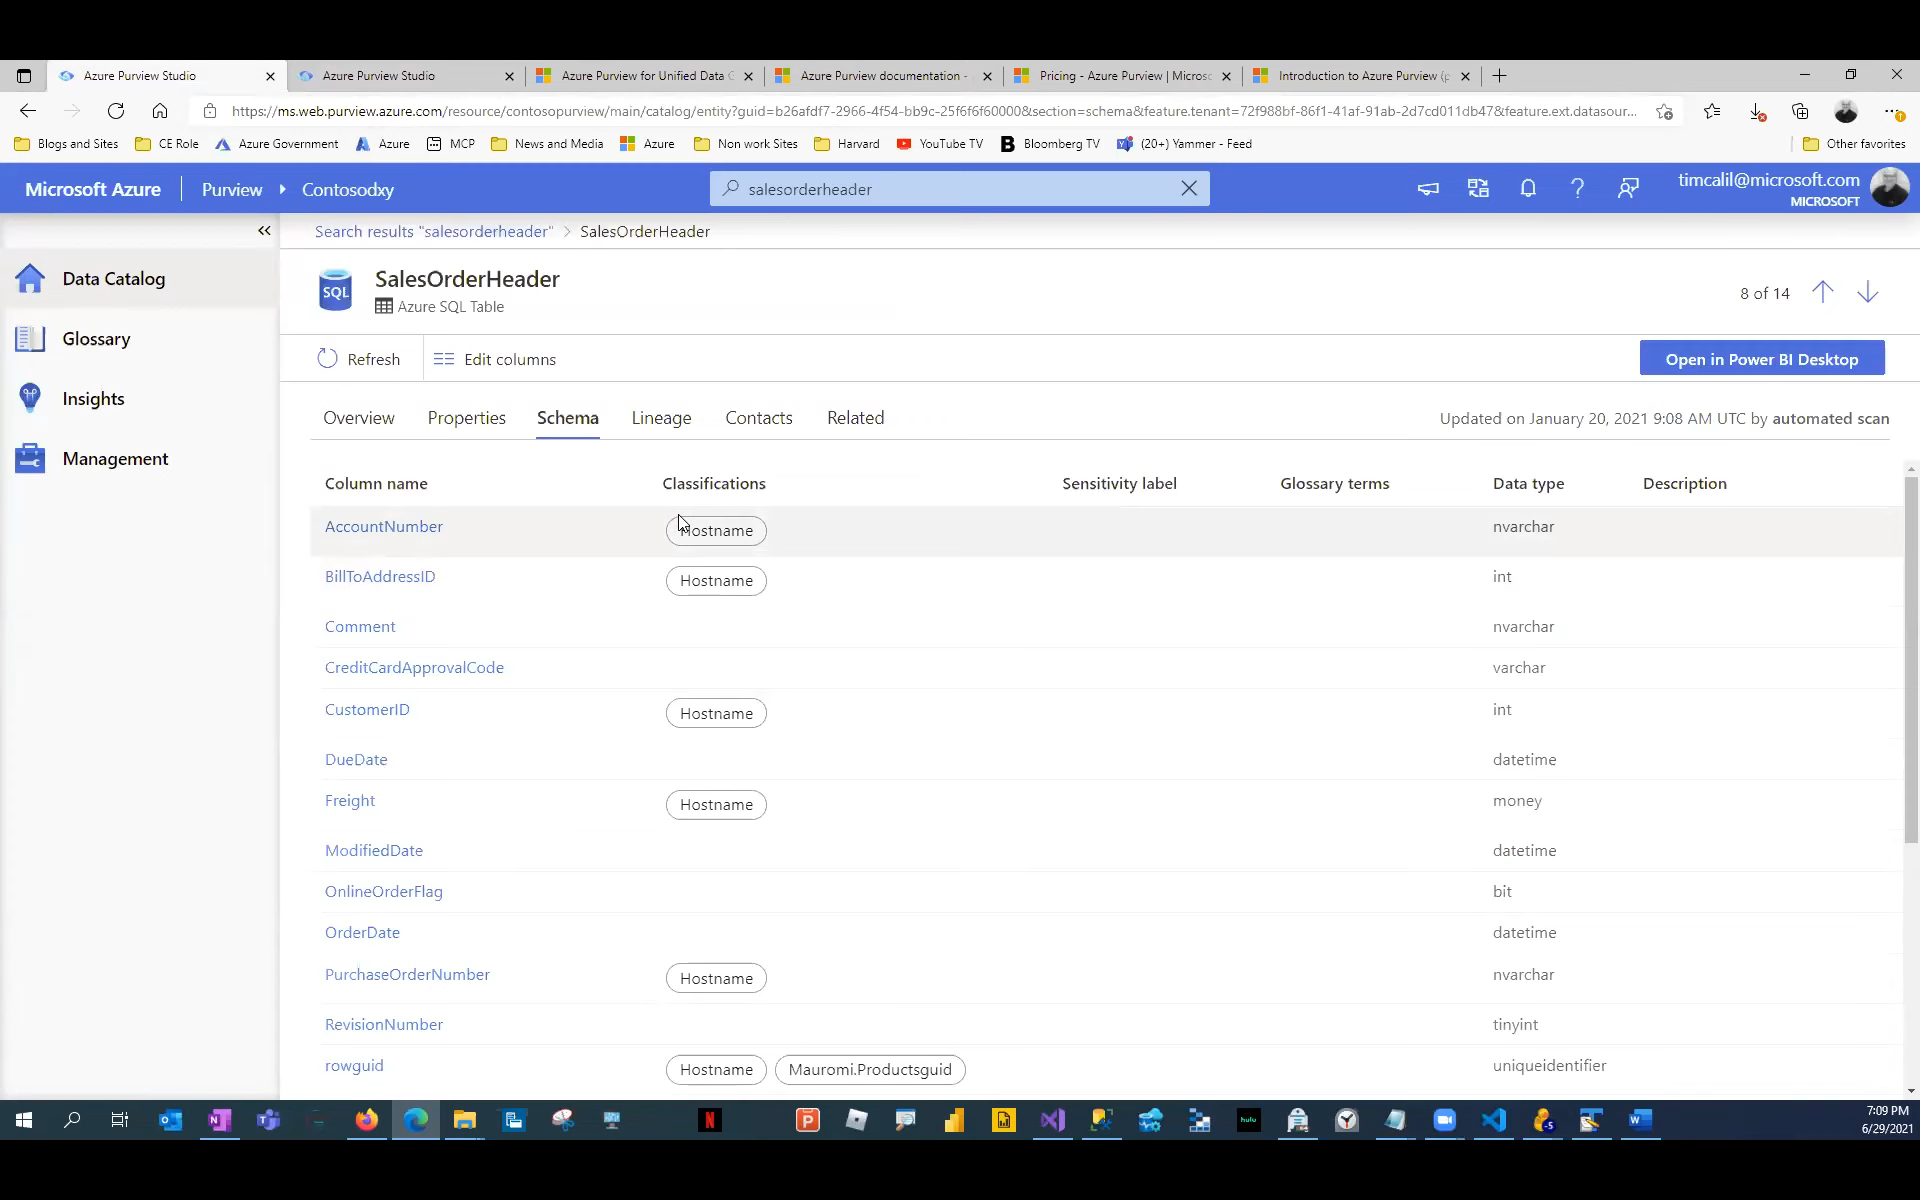 Azure Purview Studio
Azure Purview Studio
Azure Purview for Unified Data G
Azure Purview documentation -
Pricing - Azure Purview | Microso
Introduction to Azure Purview (p
https://ms.web.purview.azure.com/resource/contosopurview/main/catalog/entity?guid=b26afdf7-2966-4f54-bb9c-25f6f6f60000&section=schema&feature.tenant=72f988bf-86f1-41af-91ab-2d7cd011db47&feature.ext.datasour...
Blogs and Sites
CE Role
Azure Government
Azure
MCP
News and Media
Azure
Non work Sites
Harvard
YouTube TV
Bloomberg TV
(20+) Yammer - Feed
Other favorites
Microsoft Azure
Purview
Contosodxy
salesorderheader
timcalil@microsoft.com
MICROSOFT
Search results "salesorderheader" > SalesOrderHeader
Data Catalog
Glossary
Insights
Management
SQL
SalesOrderHeader
Azure SQL Table
8 of 14
Refresh
Edit columns
Open in Power BI Desktop
Overview
Properties
Schema
Lineage
Contacts
Related
Updated on January 20, 2021 9:08 AM UTC by automated scan
Column name Classifications Sensitivity label Glossary terms Data type Description
AccountNumber Hostname nvarchar
BillToAddressID Hostname int
Comment nvarchar
CreditCardApprovalCode varchar
CustomerID Hostname int
DueDate datetime
Freight Hostname money
ModifiedDate datetime
OnlineOrderFlag bit
OrderDate datetime
PurchaseOrderNumber Hostname nvarchar
RevisionNumber tinyint
rowguid Hostname Mauromi.Productsguid uniqueidentifier
hulu
7:09 PM
6/29/2021